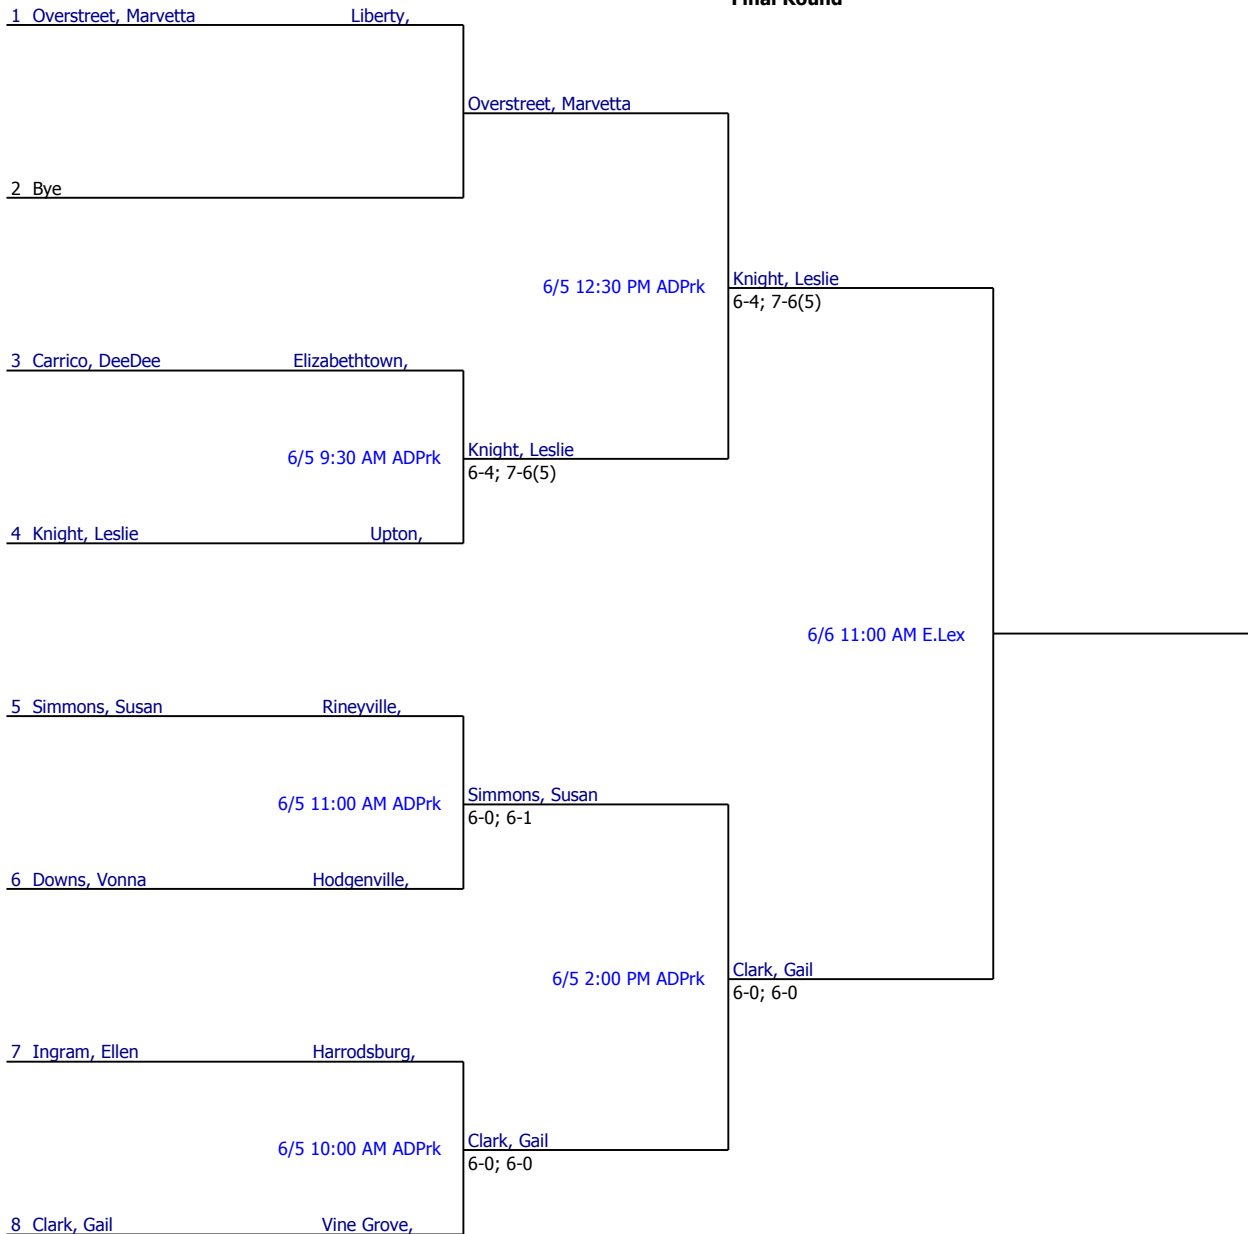 Final Round
1 Overstreet, Marvetta Liberty,
Overstreet, Marvetta
2 Bye
6/5 12:30 PM ADPrk
Knight, Leslie
6-4; 7-6(5)
3 Carrico, DeeDee Elizabethtown,
6/5 9:30 AM ADPrk
Knight, Leslie
6-4; 7-6(5)
4 Knight, Leslie Upton,
6/6 11:00 AM E.Lex
5 Simmons, Susan Rineyville,
6/5 11:00 AM ADPrk
Simmons, Susan
6-0; 6-1
6 Downs, Vonna Hodgenville,
6/5 2:00 PM ADPrk
Clark, Gail
6-0; 6-0
7 Ingram, Ellen Harrodsburg,
6/5 10:00 AM ADPrk
Clark, Gail
6-0; 6-0
8 Clark, Gail Vine Grove,